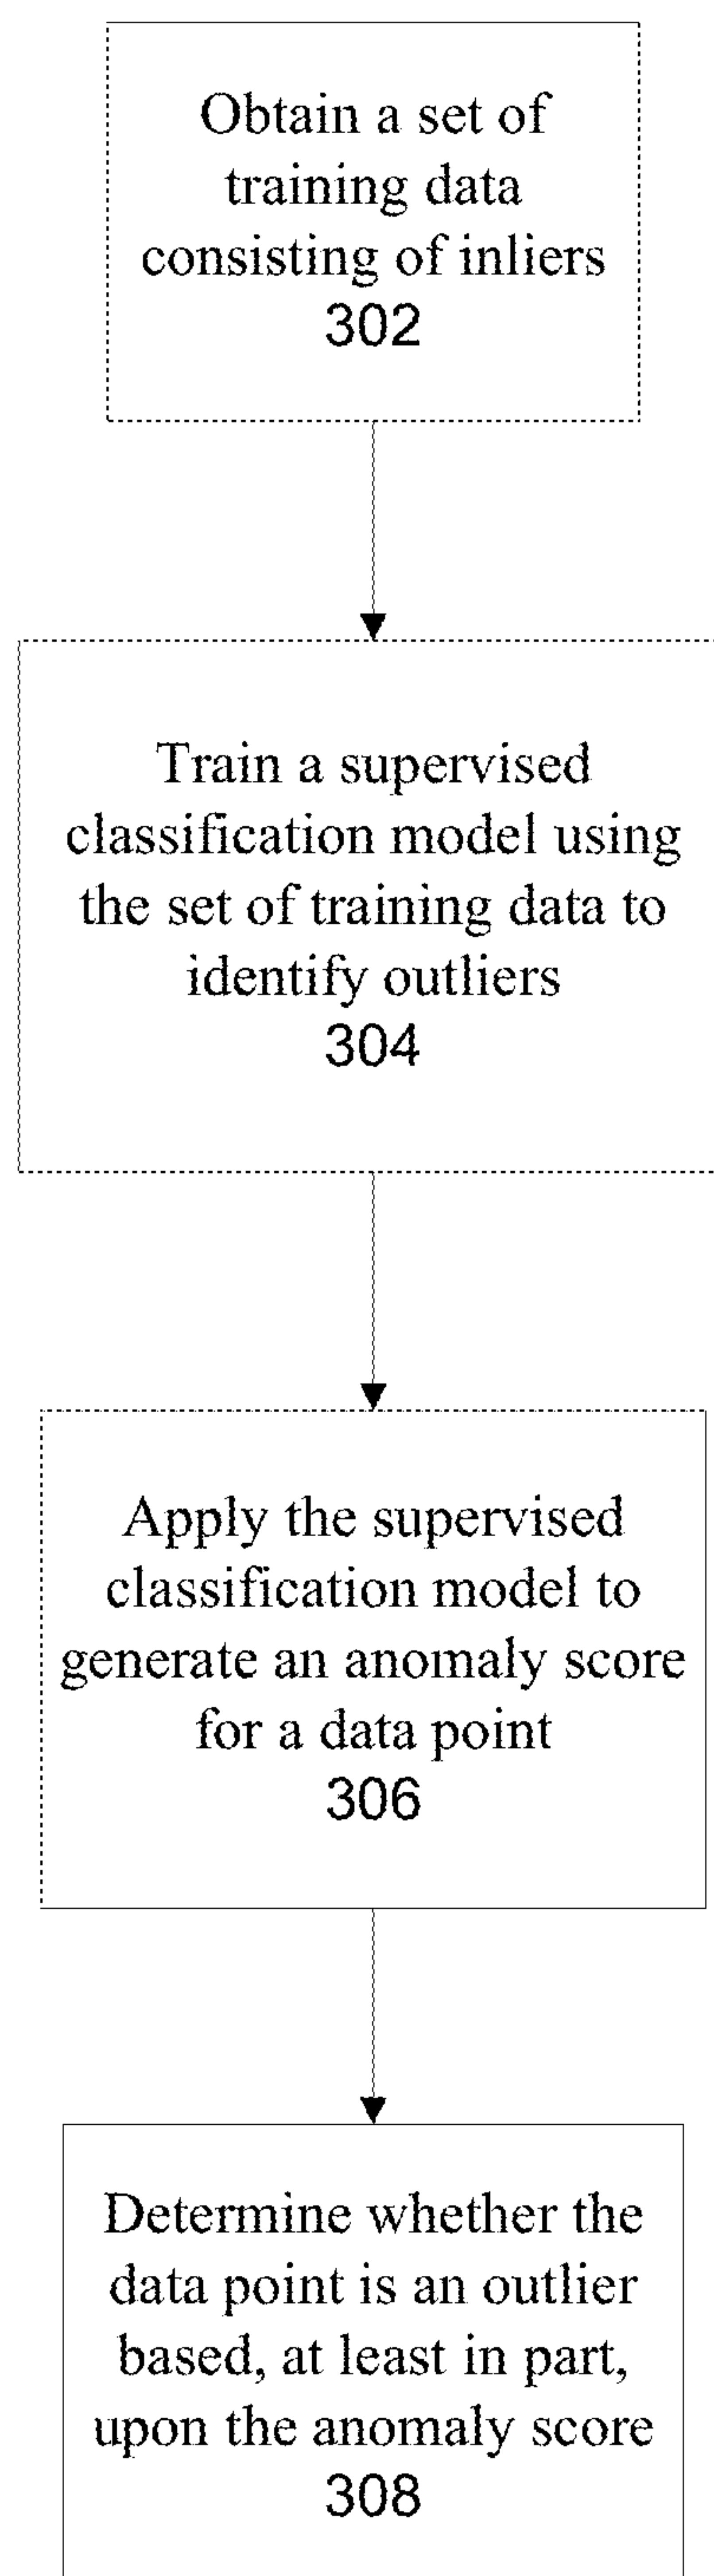 Obtain a set of
training data
consisting of inliers
302
Train a supervised
classification model using
the set of training data to
identify outliers
304
Apply the supervised
classification model to
generate an anomaly score
for a data point
306
Determine whether the
data point is an outlier
based, at least in part,
upon the anomaly score
308